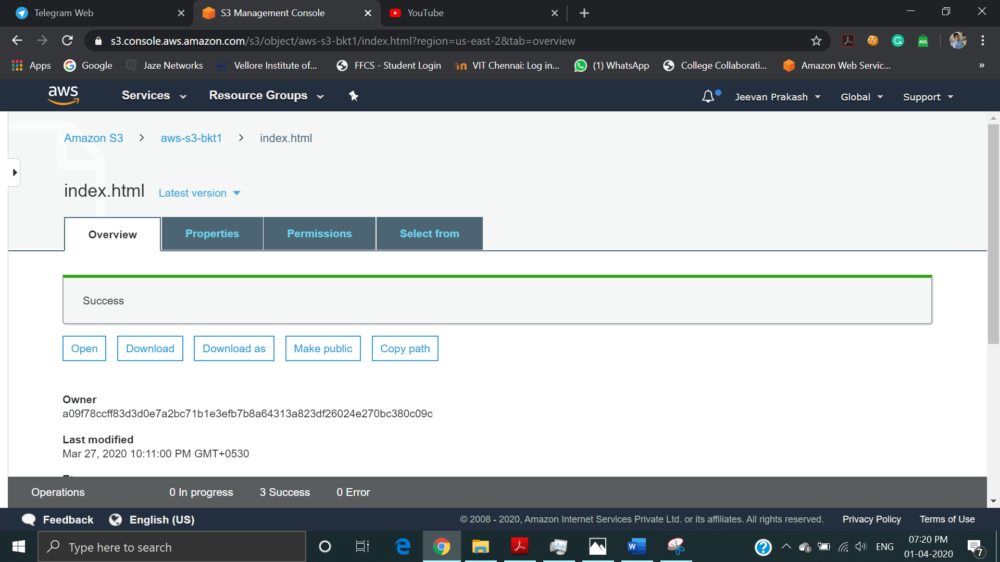 Telegram Web
S3 Management Console
YouTube
s3.console.aws.amazon.com/s3/object/aws-s3-bkt1/index.html?region=us-east-2&tab=overview
AVG
Apps
Google
Jaze Networks
Vellore Institute of...
FFCS - Student Login
VIT Chennai: Log in...
(1) WhatsApp
College Collaborati...
Amazon Web Servic...
»
aws
Services
Resource Groups
Jeevan Prakash
Global
Support
Amazon S3 > aws-s3-bkt1 > index.html
index.html
Latest version
Overview
Properties
Permissions
Select from
Success
Open
Download
Download as
Make public
Copy path
Owner
a09f78ccff83d3d0e7a2bc71b1e3efb7b8a64313a823df26024e270bc380c09c
Last modified
Mar 27, 2020 10:11:00 PM GMT+0530
Operations
0 In progress
3 Success
0 Error
Feedback
English (US)
© 2008 - 2020, Amazon Internet Services Private Ltd. or its affiliates. All rights reserved.
Privacy Policy
Terms of Use
Type here to search
ENG
07:20 PM
01-04-2020
7